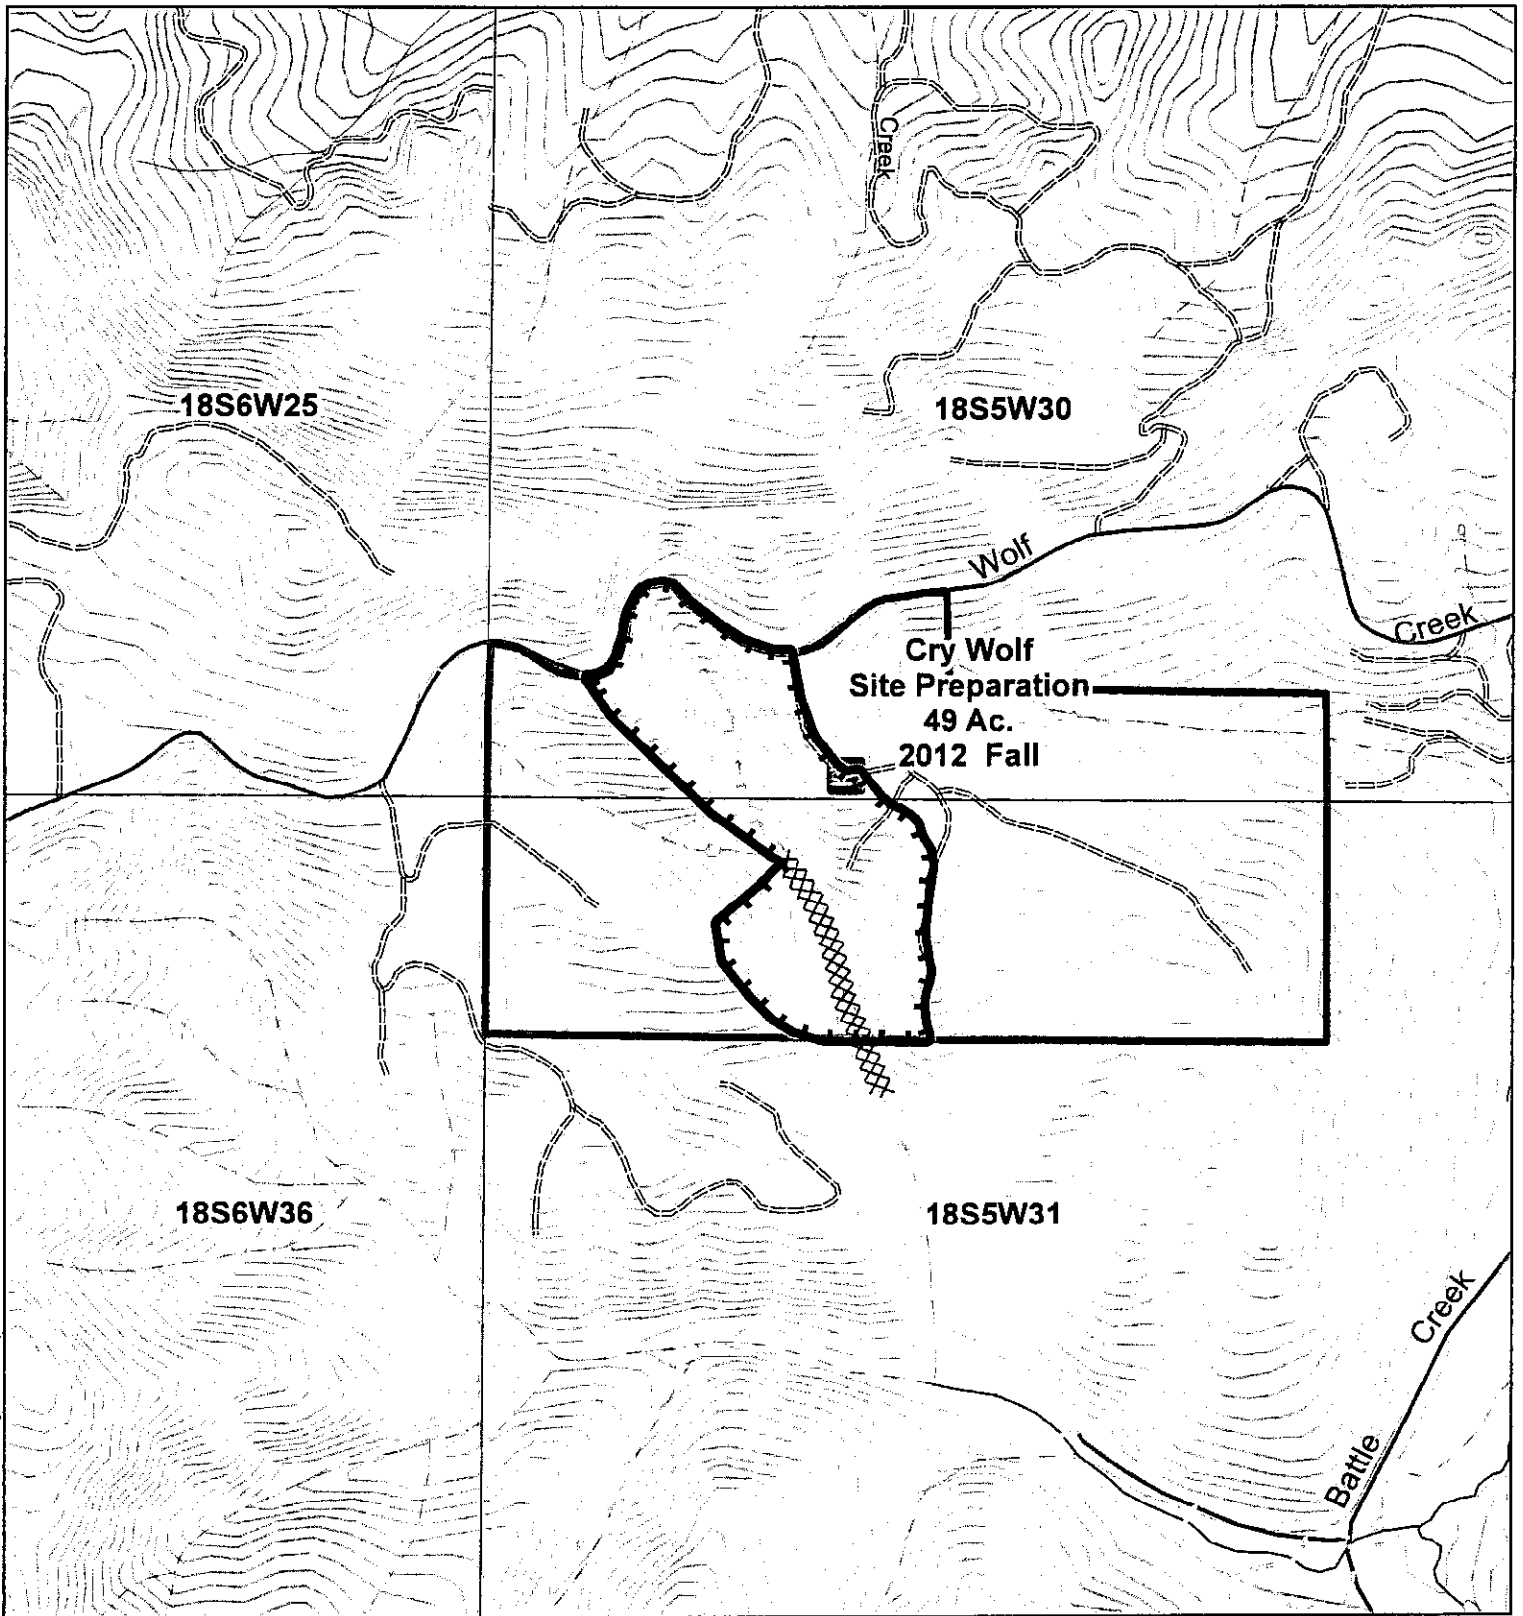 Creek
18S6W25
18S5W30
Wolf
Creek
Cry Wolf
Site Preparation
49 Ac.
2012 Fall
18S6W36
18S5W31
Creek
Battle